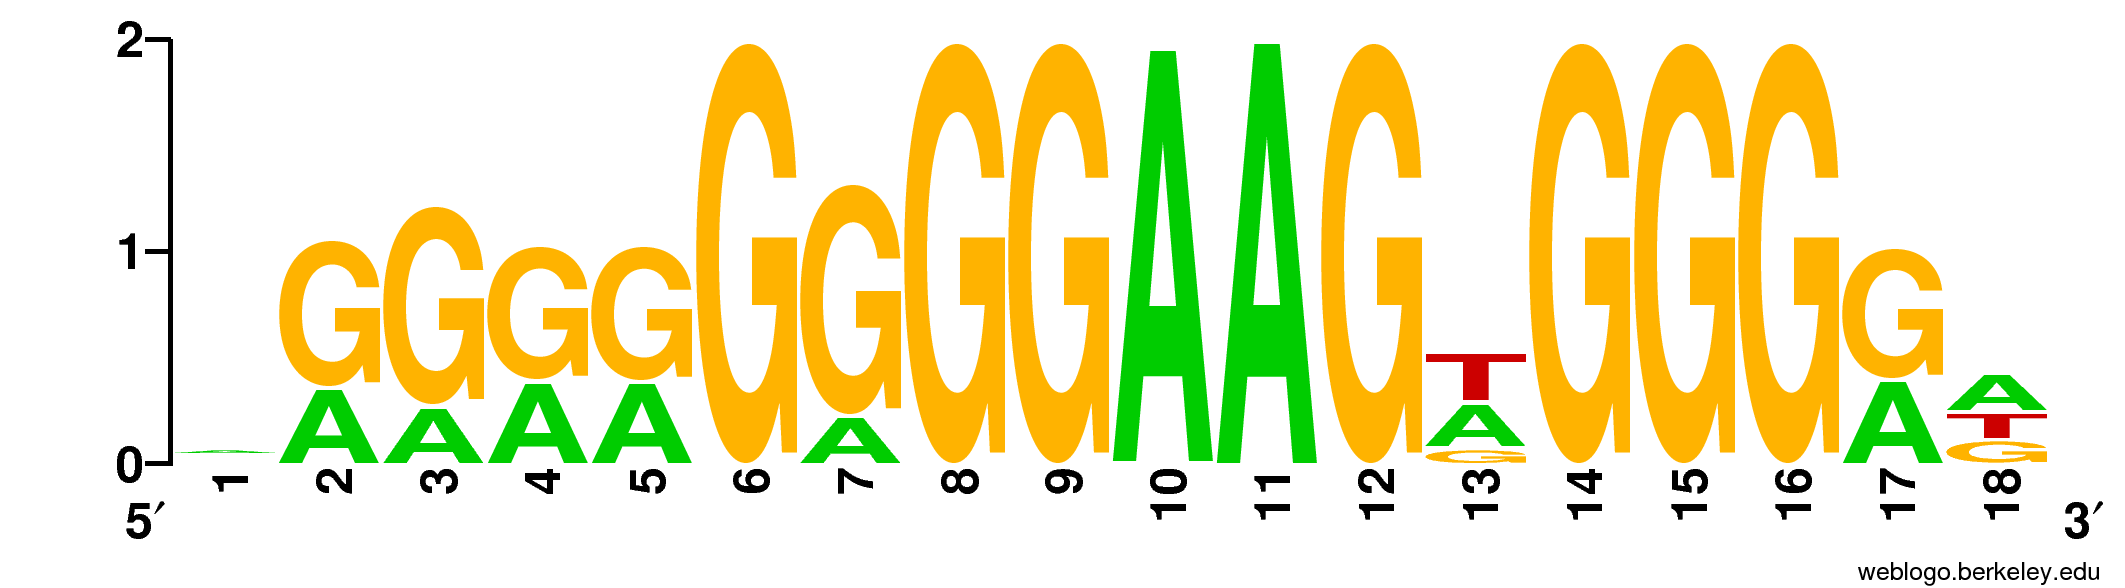 2
1
0
G G G G G G G G A A G T G G G G A
A A A A A A A T
G G
1 2 3 4 5 6 7 8 9 10 11 12 13 14 15 16 17 18
5′ 3′
weblogo.berkeley.edu